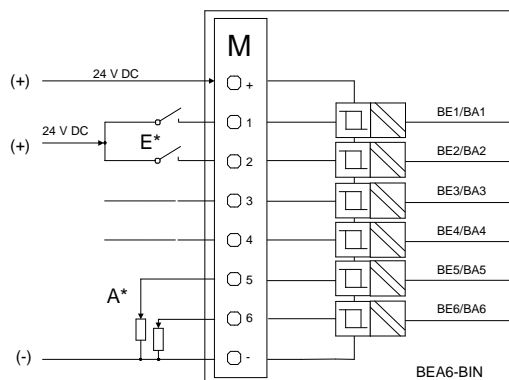 M
(+) 24 V DC +
1 BE1/BA1
(+) 24 V DC E*
2 BE2/BA2
3 BE3/BA3
4 BE4/BA4
5 BE5/BA5
A*
6 BE6/BA6
(-) -
BEA6-BIN